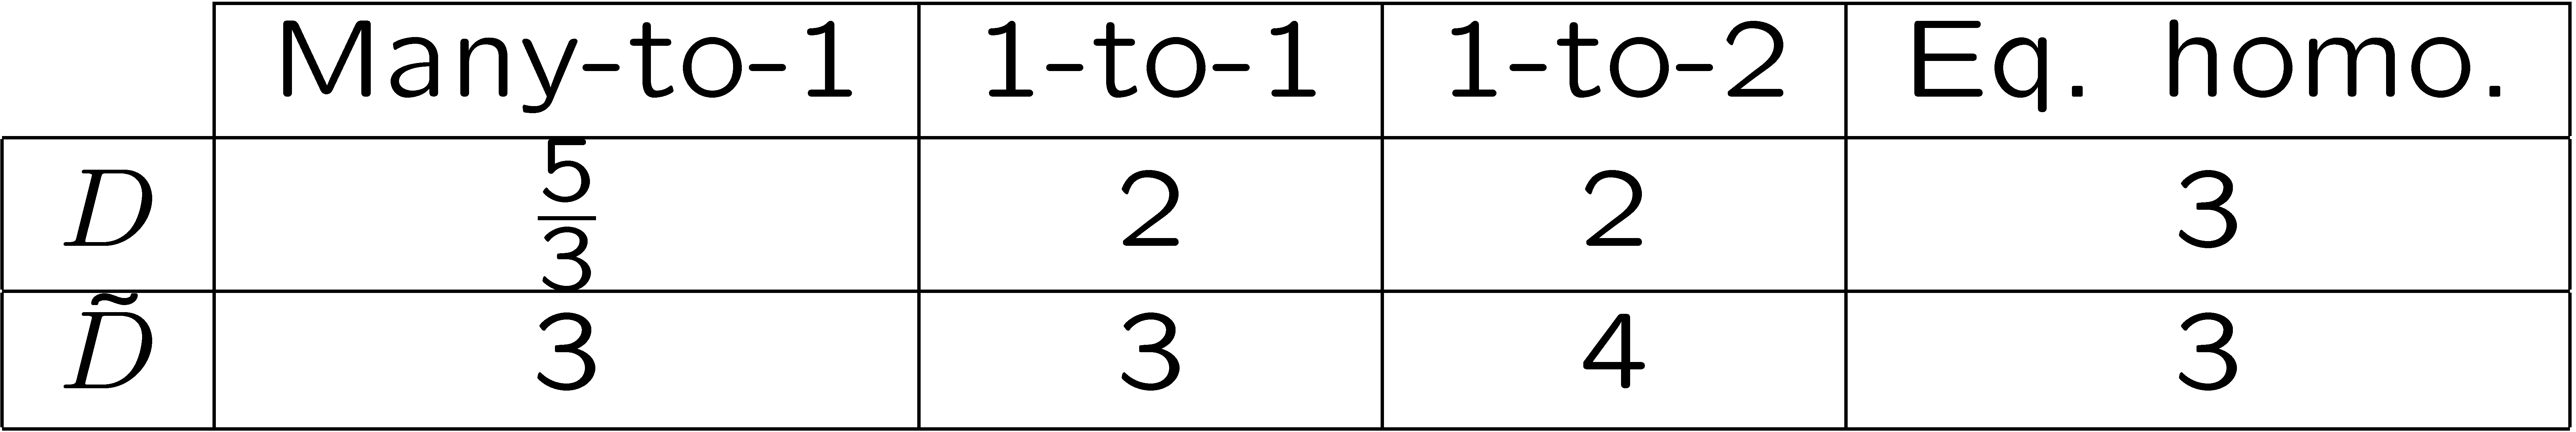 Many-to-1 1-to-1 1-to-2 Eq. homo.
D 5/3 2 2 3
D̃ 3 3 4 3